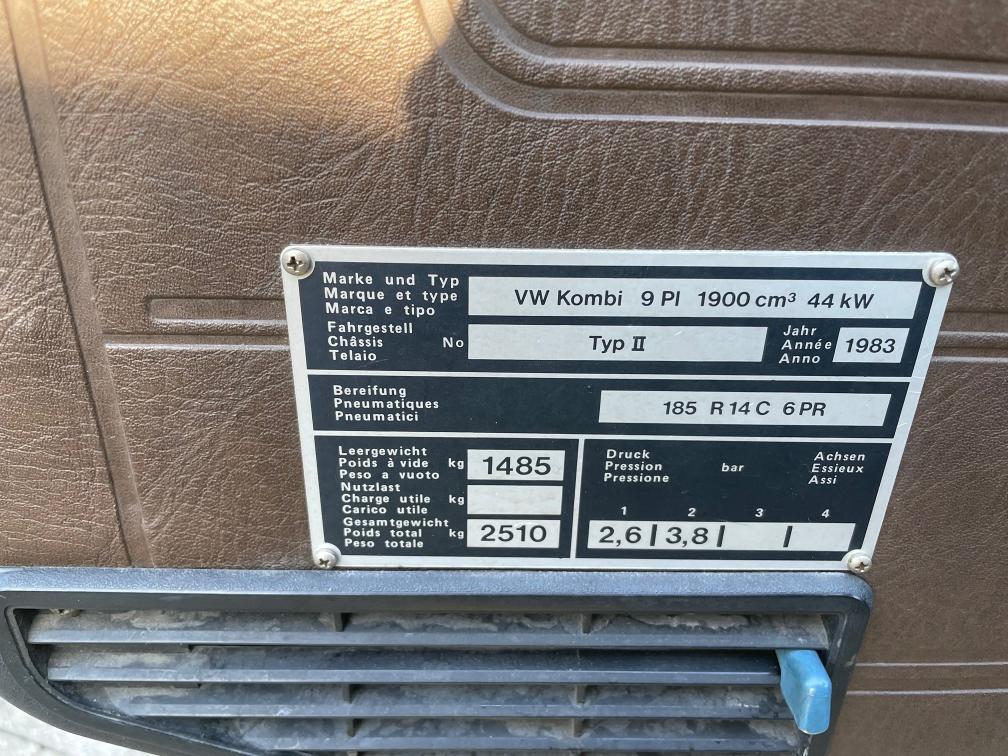 Marke und Typ
Marque et type
Marca e tipo
VW Kombi 9 Pl 1900 cm³ 44 kW
Fahrgestell
Châssis No
Telaio
Typ II
Jahr
Année
Anno
1983
Bereifung
Pneumatiques
Pneumatici
185 R 14 C 6 PR
Leergewicht
Poids à vide kg
Peso a vuoto
1485
Nutzlast
Charge utile kg
Carico utile
Gesamtgewicht
Poids total kg
Peso totale
2510
Druck
Pression bar
Pressione
Achsen
Essieux
Assi
1 2 3 4
2,6 | 3,8 | |